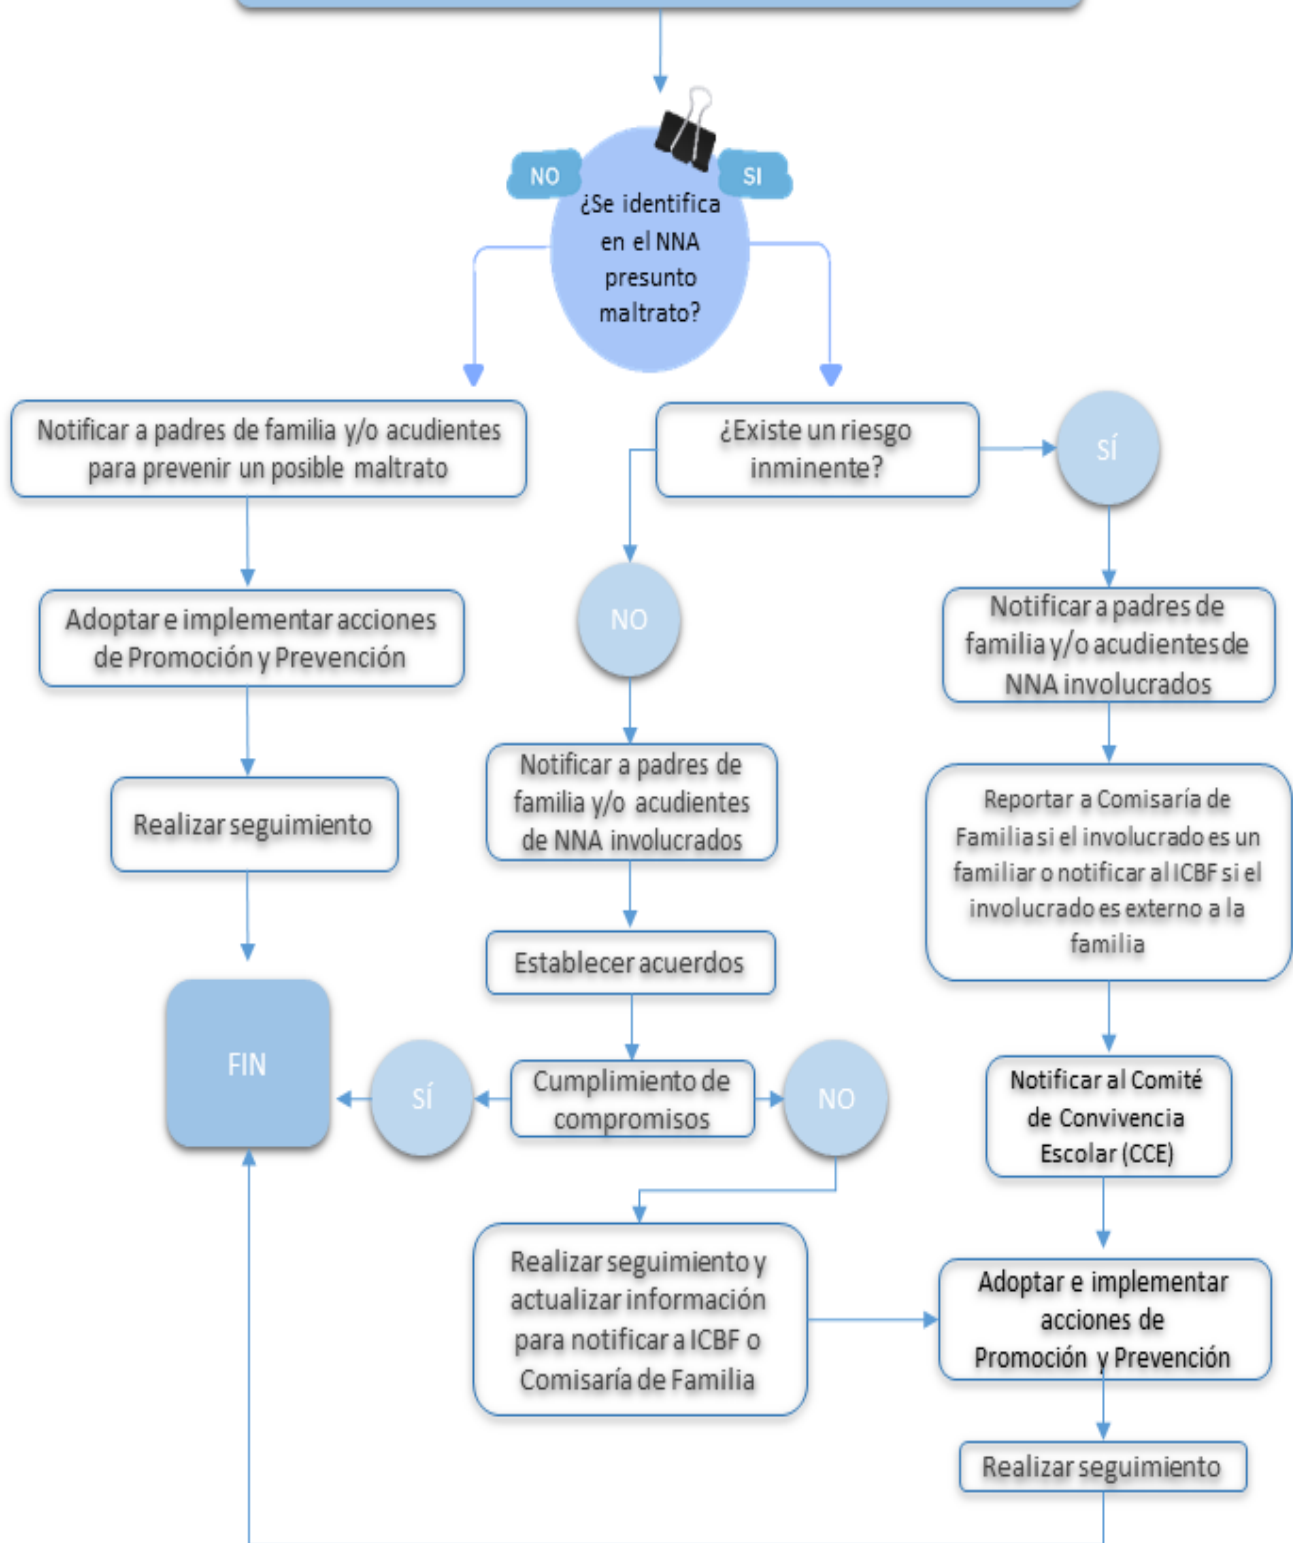 NO
SI
¿Se identifica
en el NNA
presunto
maltrato?
Notificar a padres de familia y/o acudientes
para prevenir un posible maltrato
¿Existe un riesgo
inminente?
SÍ
Adoptar e implementar acciones
de Promoción y Prevención
NO
Notificar a padres de
familia y/o acudientes de
NNA involucrados
Realizar seguimiento
Notificar a padres de
familia y/o acudientes
de NNA involucrados
Reportar a Comisaría de
Familia si el involucrado es un
familiar o notificar al ICBF si el
involucrado es externo a la
familia
Establecer acuerdos
FIN
SÍ
Cumplimiento de
compromisos
NO
Notificar al Comité
de Convivencia
Escolar (CCE)
Realizar seguimiento y
actualizar información
para notificar a ICBF o
Comisaría de Familia
Adoptar e implementar
acciones de
Promoción y Prevención
Realizar seguimiento